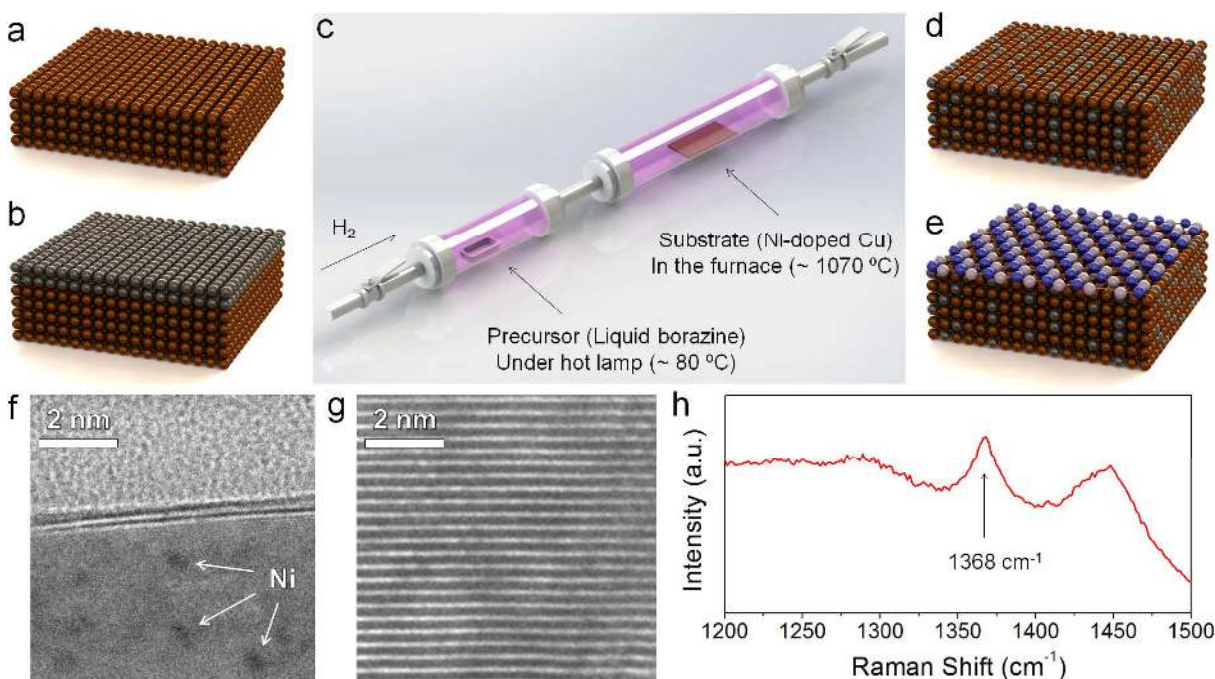 a
c
d
b
H₂
Substrate (Ni-doped Cu)
In the furnace (~ 1070 ºC)
Precursor (Liquid borazine)
Under hot lamp (~ 80 ºC)
e
f
2 nm
Ni
g
2 nm
h
Intensity (a.u.)
1368 cm⁻¹
1200 1250 1300 1350 1400 1450 1500
Raman Shift (cm⁻¹)